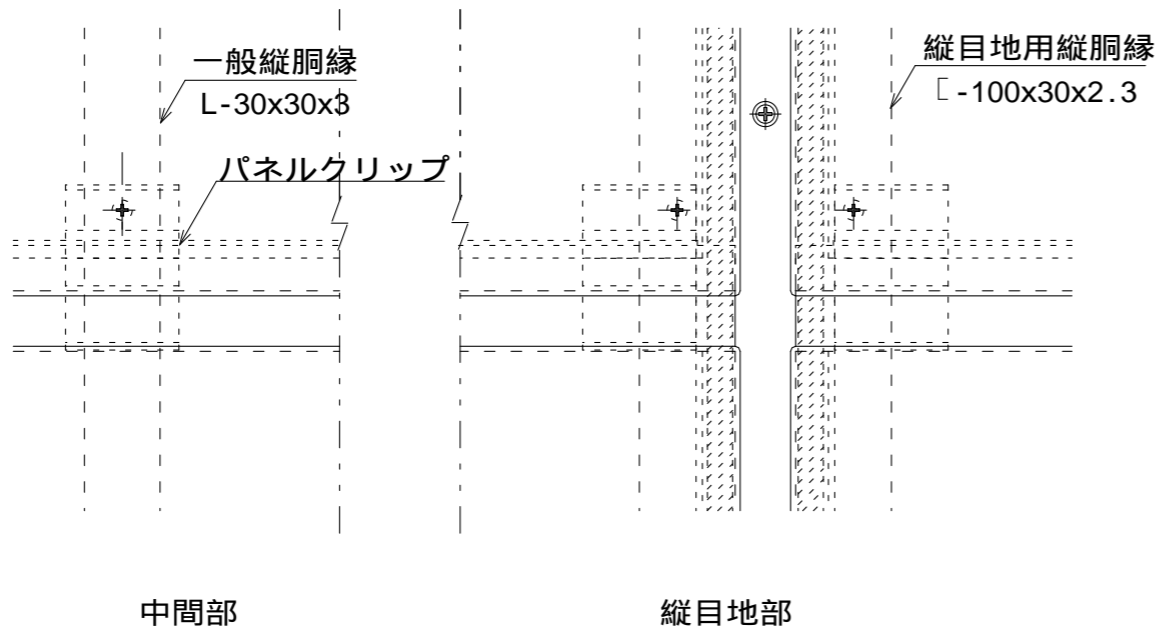 一般縦胴縁
L-30x30x3
パネルクリップ
縦目地用縦胴縁
[ -100x30x2.3
中間部
縦目地部